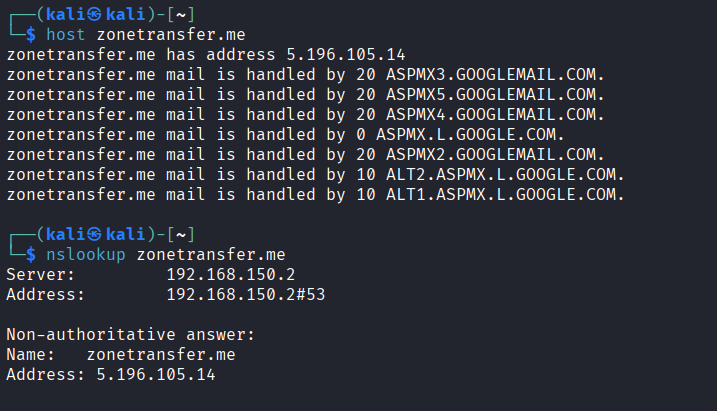 ┌──(kali㉿kali)-[~]
└─$ host zonetransfer.me
zonetransfer.me has address 5.196.105.14
zonetransfer.me mail is handled by 20 ASPMX3.GOOGLEMAIL.COM.
zonetransfer.me mail is handled by 20 ASPMX5.GOOGLEMAIL.COM.
zonetransfer.me mail is handled by 20 ASPMX4.GOOGLEMAIL.COM.
zonetransfer.me mail is handled by 0 ASPMX.L.GOOGLE.COM.
zonetransfer.me mail is handled by 20 ASPMX2.GOOGLEMAIL.COM.
zonetransfer.me mail is handled by 10 ALT2.ASPMX.L.GOOGLE.COM.
zonetransfer.me mail is handled by 10 ALT1.ASPMX.L.GOOGLE.COM.

┌──(kali㉿kali)-[~]
└─$ nslookup zonetransfer.me
Server:         192.168.150.2
Address:        192.168.150.2#53

Non-authoritative answer:
Name:   zonetransfer.me
Address: 5.196.105.14